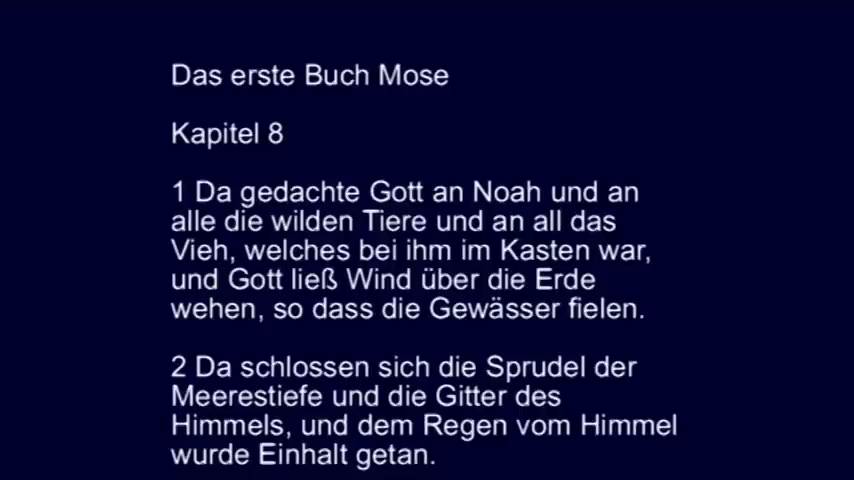 Das erste Buch Mose
Kapitel 8
1 Da gedachte Gott an Noah und an
alle die wilden Tiere und an all das
Vieh, welches bei ihm im Kasten war,
und Gott ließ Wind über die Erde
wehen, so dass die Gewässer fielen.
2 Da schlossen sich die Sprudel der
Meerestiefe und die Gitter des
Himmels, und dem Regen vom Himmel
wurde Einhalt getan.